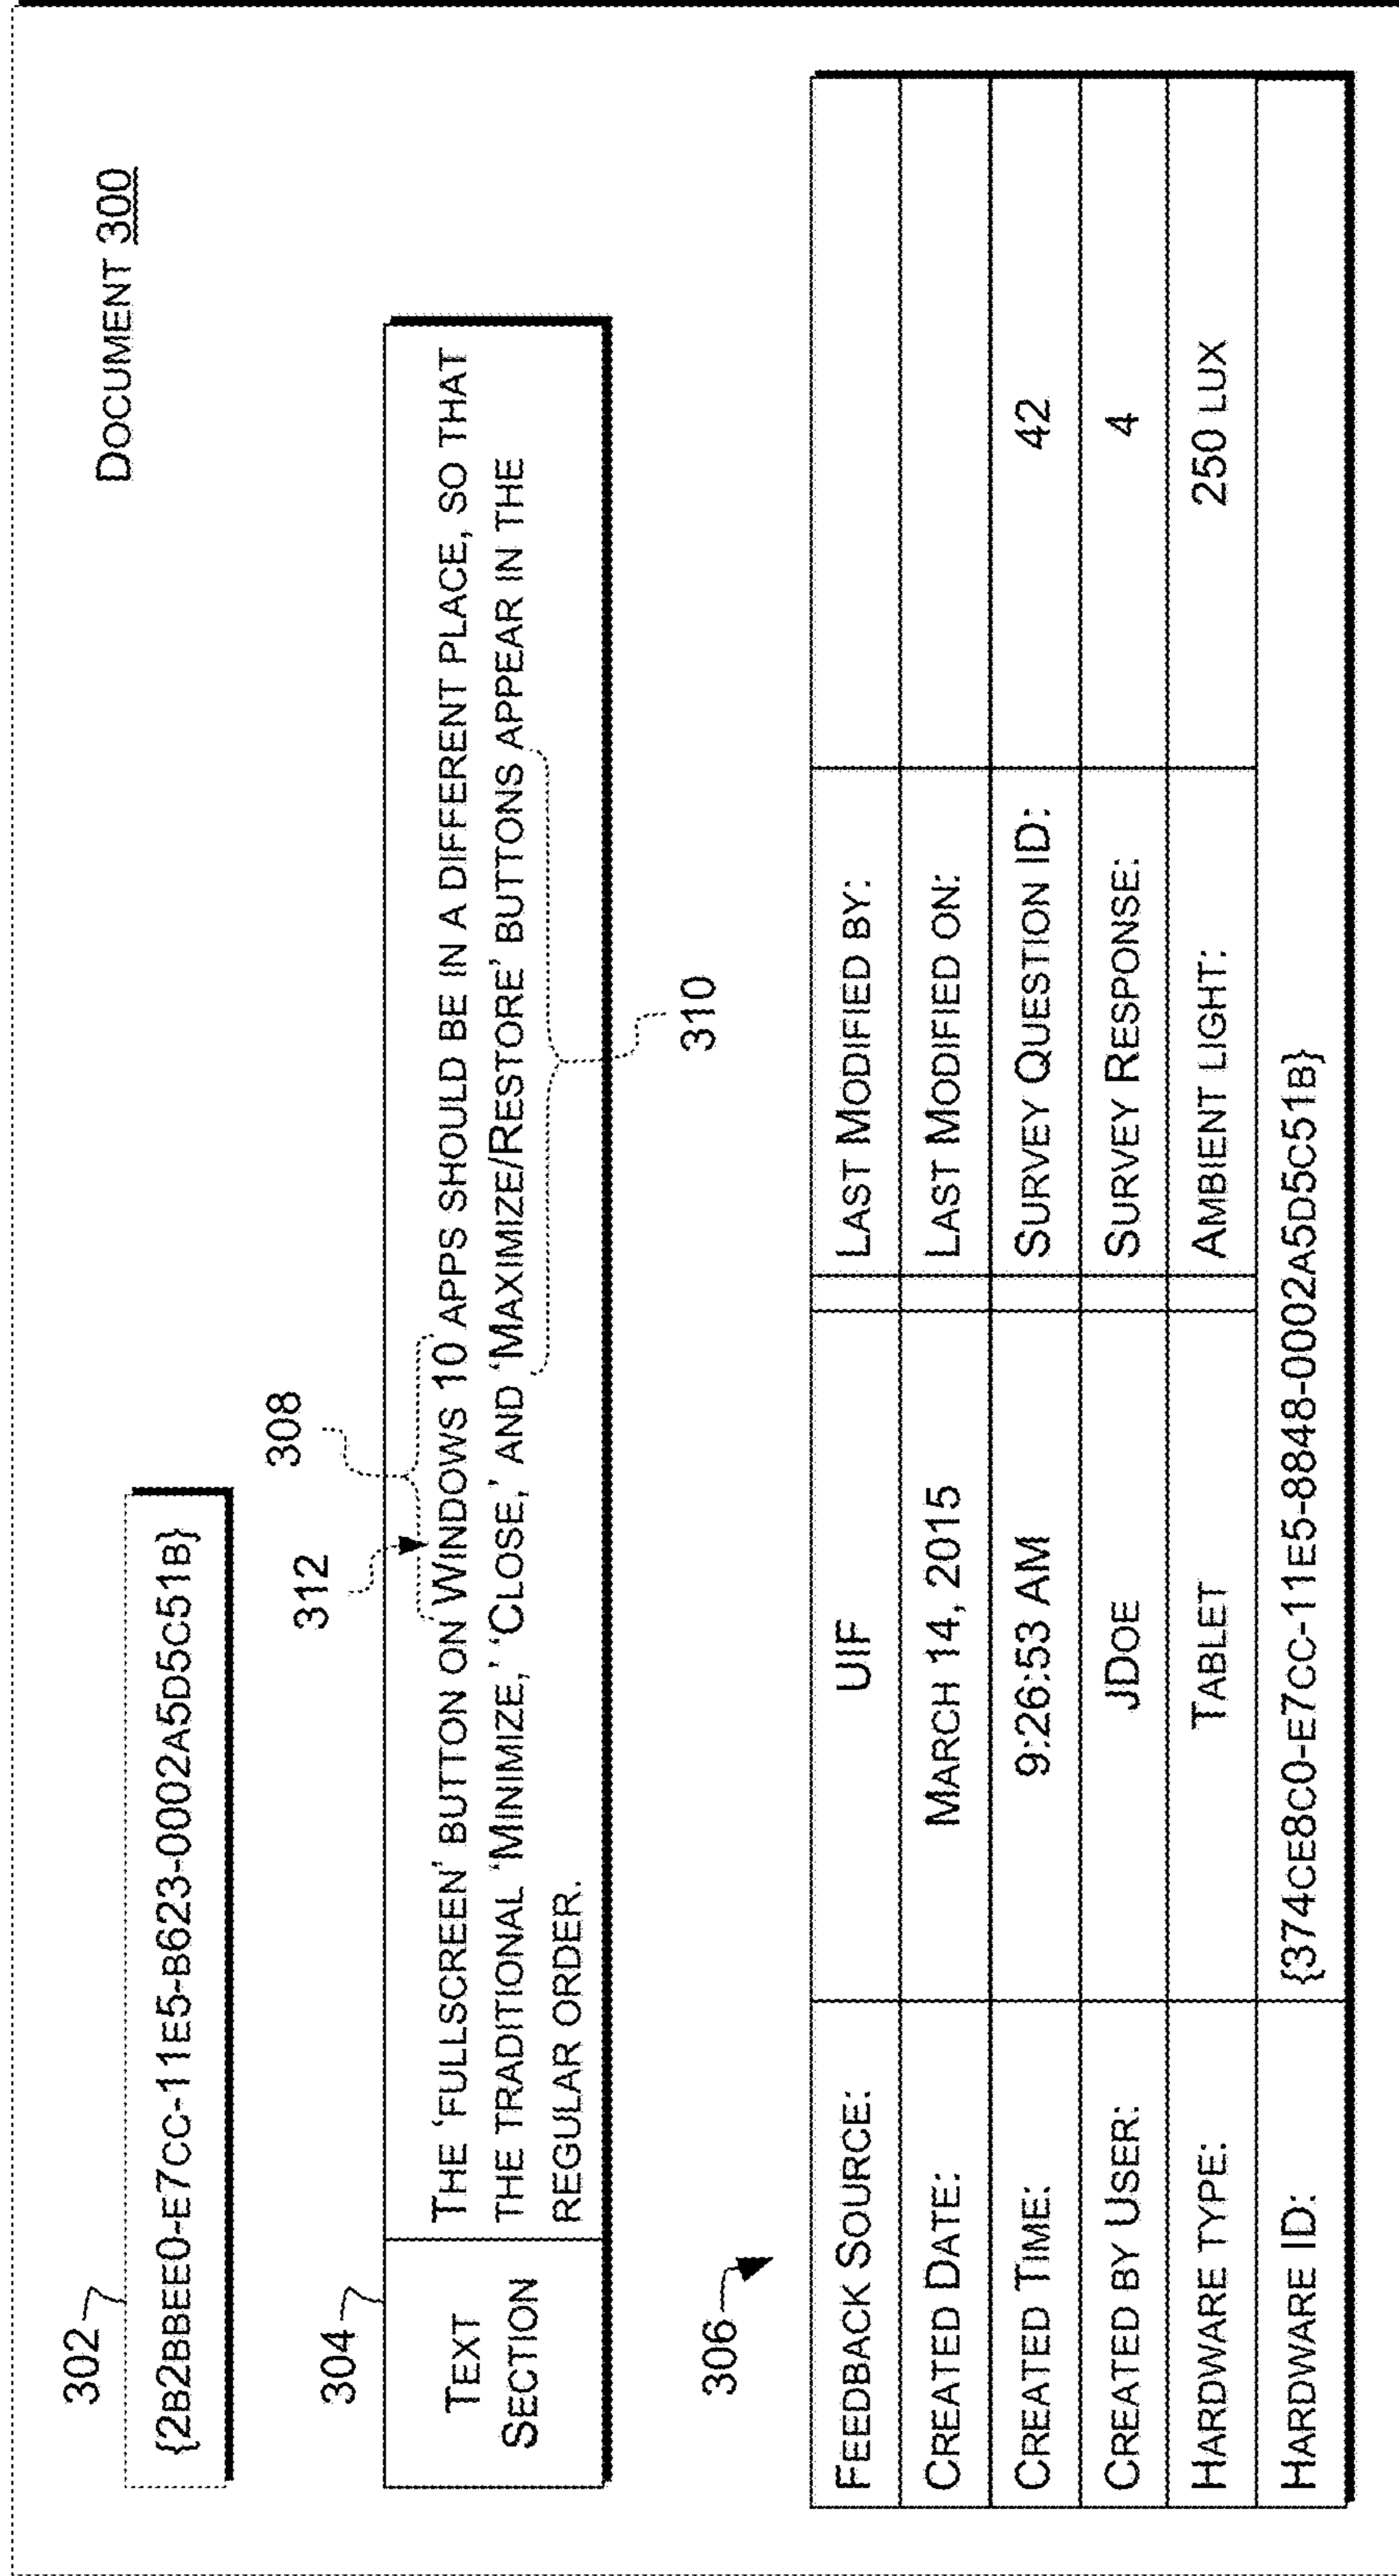 DOCUMENT 300
302
{2B2BBEE0-E7CC-11E5-B623-0002A5D5C51B}
308
312
304
TEXT
SECTION
THE ‘FULLSCREEN’ BUTTON ON WINDOWS 10 APPS SHOULD BE IN A DIFFERENT PLACE, SO THAT
THE TRADITIONAL ‘MINIMIZE,’ ‘CLOSE,’ AND ‘MAXIMIZE/RESTORE’ BUTTONS APPEAR IN THE
REGULAR ORDER.
310
306
FEEDBACK SOURCE: UIF LAST MODIFIED BY:
CREATED DATE: MARCH 14, 2015 LAST MODIFIED ON:
CREATED TIME: 9:26:53 AM SURVEY QUESTION ID: 42
CREATED BY USER: JDOE SURVEY RESPONSE: 4
HARDWARE TYPE: TABLET AMBIENT LIGHT: 250 LUX
HARDWARE ID: {374CE8C0-E7CC-11E5-8848-0002A5D5C51B}